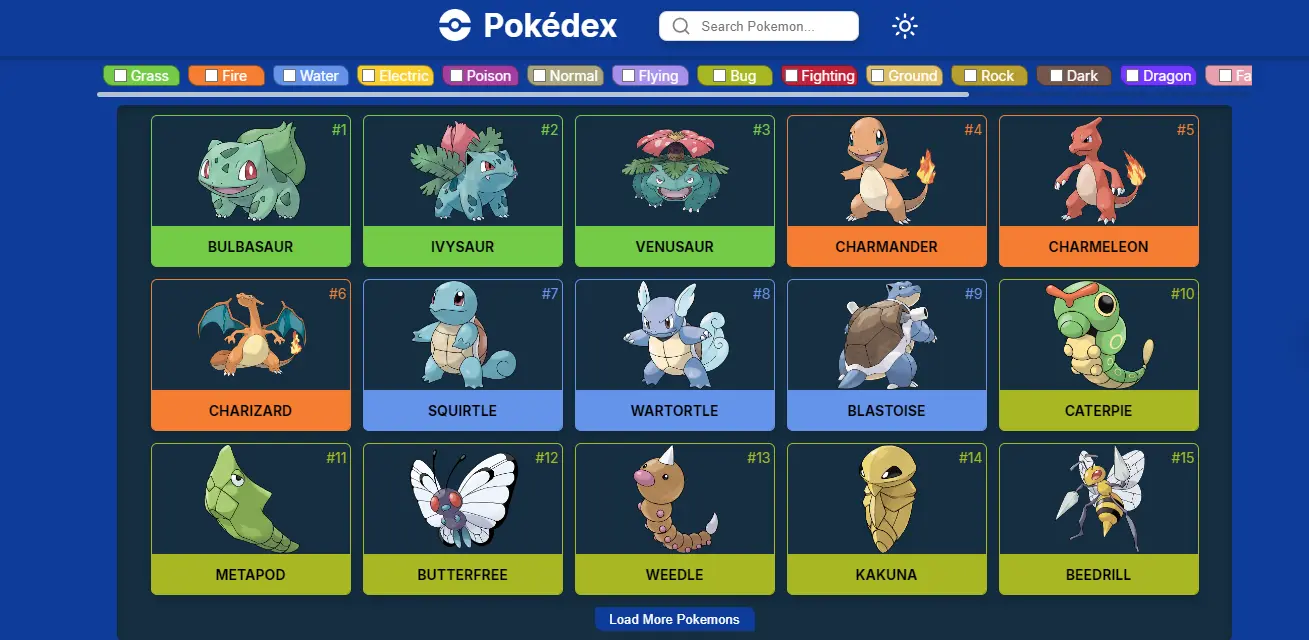 Pokédex
Search Pokemon...
Grass Fire Water Electric Poison Normal Flying Bug Fighting Ground Rock Dark Dragon Fa
#1 #2 #3 #4 #5
BULBASAUR IVYSAUR VENUSAUR CHARMANDER CHARMELEON
#6 #7 #8 #9 #10
CHARIZARD SQUIRTLE WARTORTLE BLASTOISE CATERPIE
#11 #12 #13 #14 #15
METAPOD BUTTERFREE WEEDLE KAKUNA BEEDRILL
Load More Pokemons